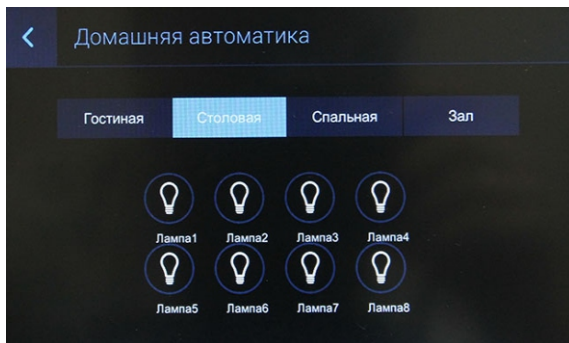 Домашняя автоматика
Гостиная Столовая Спальная Зал
Лампа1 Лампа2 Лампа3 Лампа4
Лампа5 Лампа6 Лампа7 Лампа8